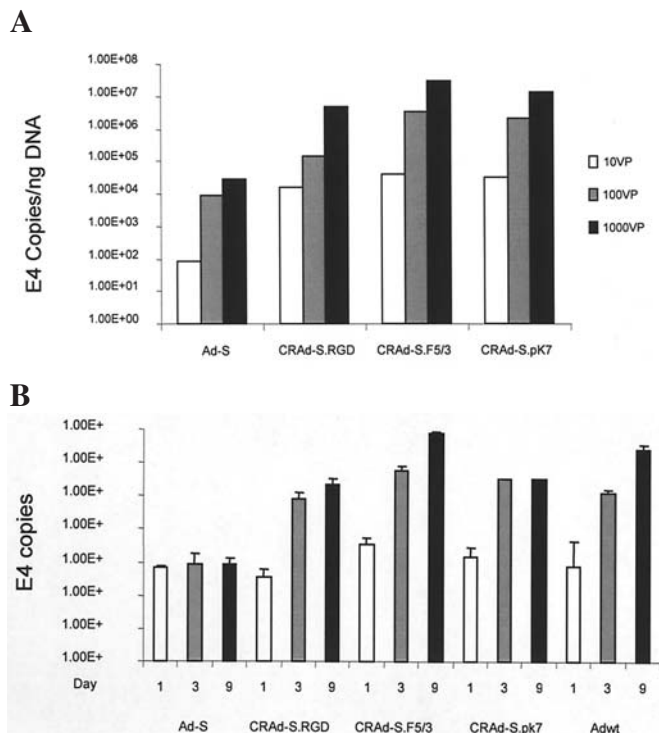 A
E4 Copies/ng DNA
1.00E+08
1.00E+07
1.00E+06
1.00E+05
1.00E+04
1.00E+03
1.00E+02
1.00E+01
1.00E+00
10VP
100VP
1000VP
Ad-S CRAd-S.RGD CRAd-S.F5/3 CRAd-S.pK7
B
E4 copies
1.00E+
1.00E+
1.00E+
1.00E+
1.00E+
1.00E+
1.00E+
1.00E+
Day 1 3 9 1 3 9 1 3 9 1 3 9 1 3 9
Ad-S CRAd-S.RGD CRAd-S.F5/3 CRAd-S.pk7 Adwt